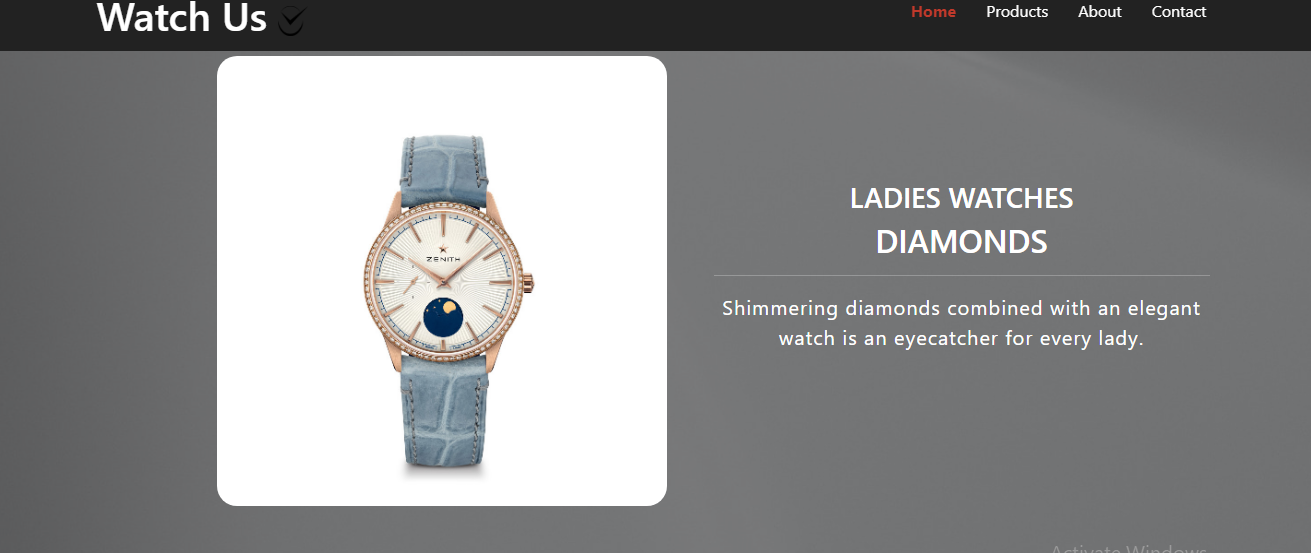 Watch Us
Home
Products
About
Contact
ZENITH
LADIES WATCHES
DIAMONDS
Shimmering diamonds combined with an elegant
watch is an eyecatcher for every lady.
Activate Windows